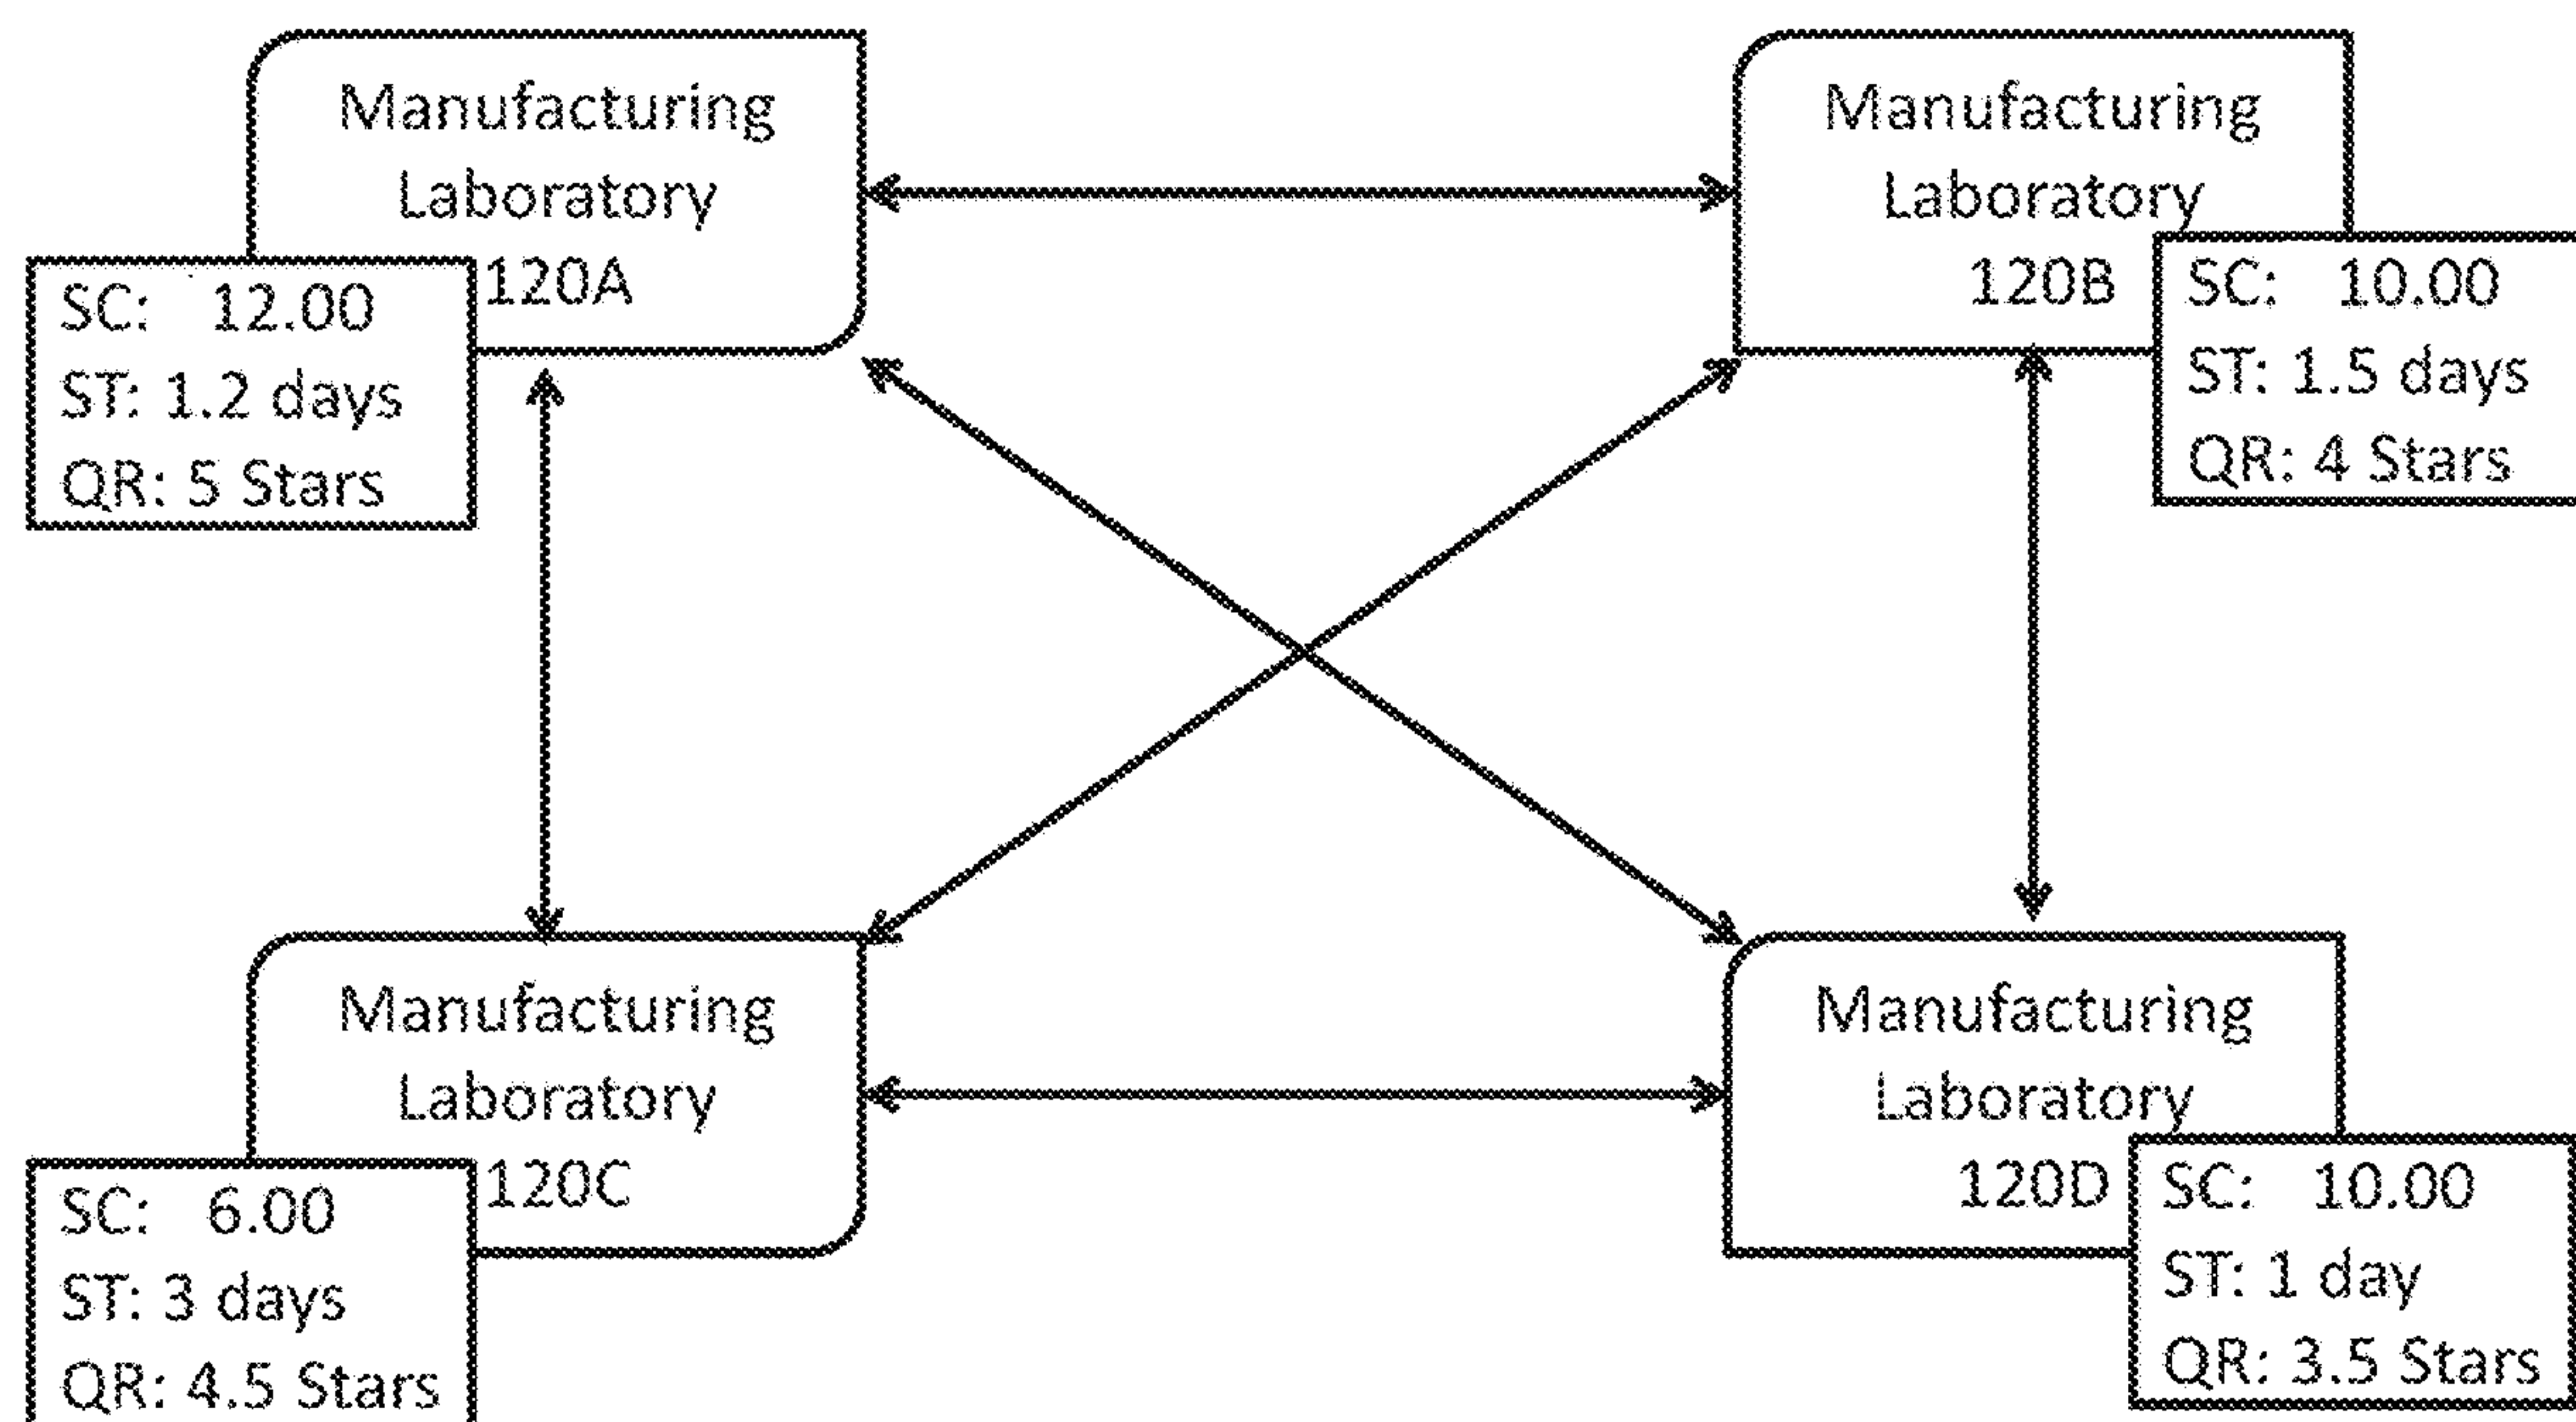 Manufacturing
Laboratory
120A
SC: 12.00
ST: 1.2 days
QR: 5 Stars
Manufacturing
Laboratory
120B
SC: 10.00
ST: 1.5 days
QR: 4 Stars
Manufacturing
Laboratory
120C
SC: 6.00
ST: 3 days
QR: 4.5 Stars
Manufacturing
Laboratory
120D
SC: 10.00
ST: 1 day
QR: 3.5 Stars